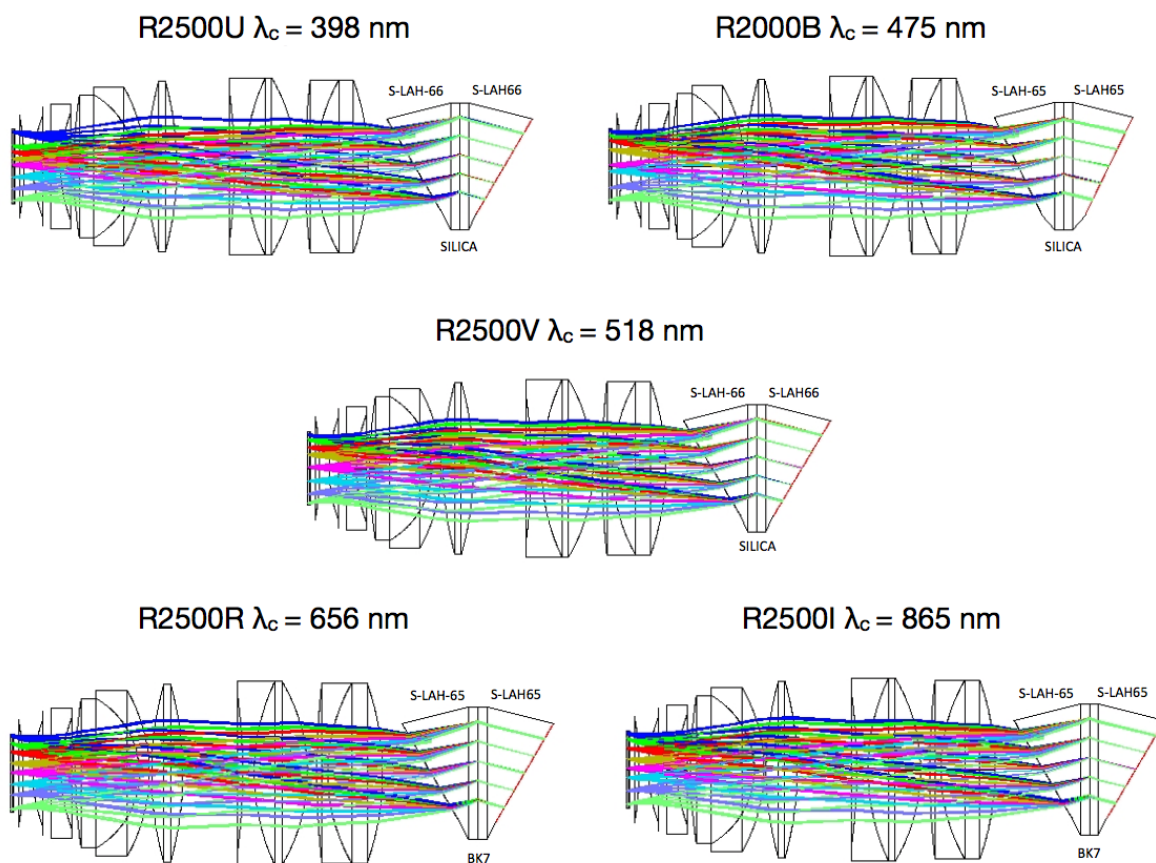 R2500U λc = 398 nm
S-LAH-66 S-LAH66
SILICA
R2000B λc = 475 nm
S-LAH-65 S-LAH65
SILICA
R2500V λc = 518 nm
S-LAH-66 S-LAH66
SILICA
R2500R λc = 656 nm
S-LAH-65 S-LAH65
BK7
R2500I λc = 865 nm
S-LAH-65 S-LAH65
BK7